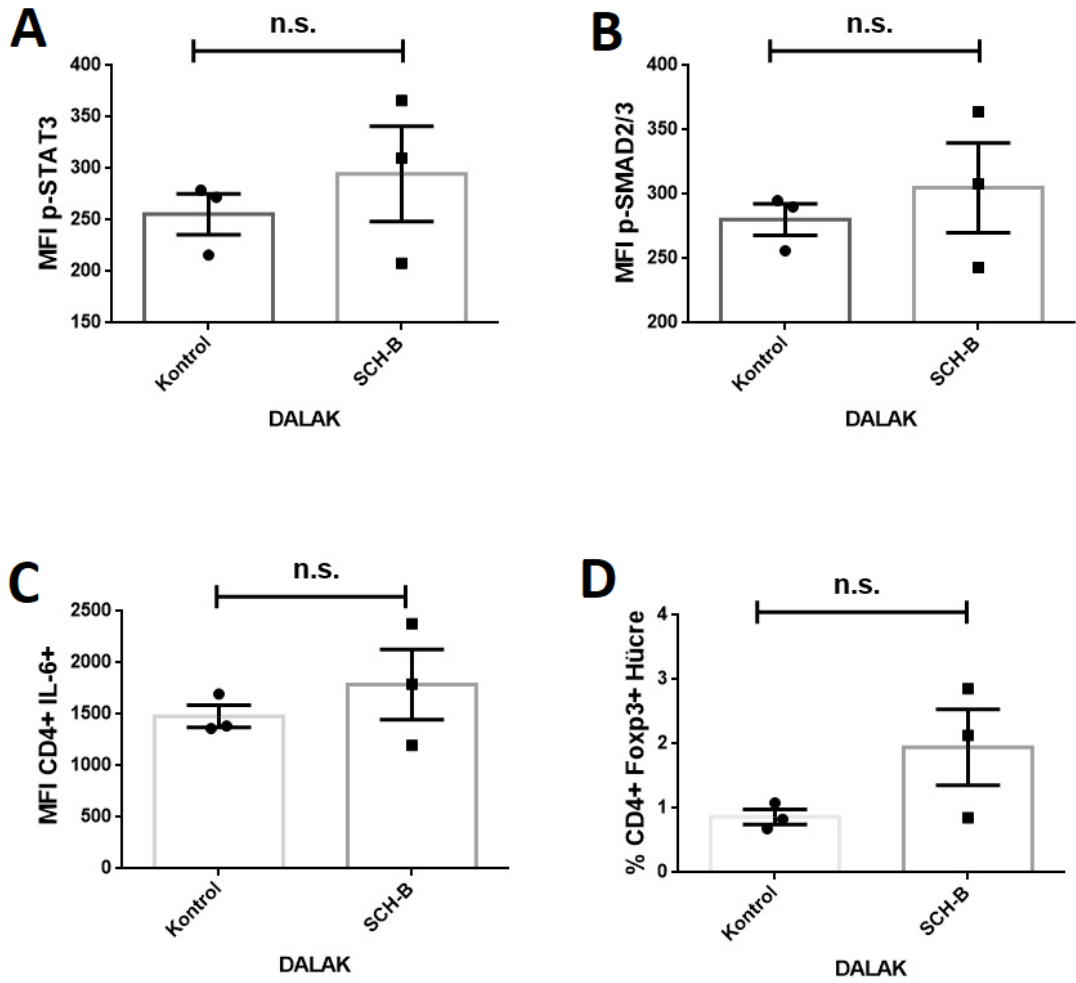 A
n.s.
MFI p-STAT3
400
350
300
250
200
150
Kontrol
SCH-B
DALAK
B
n.s.
MFI p-SMAD2/3
400
350
300
250
200
Kontrol
SCH-B
DALAK
C
n.s.
MFI CD4+ IL-6+
2500
2000
1500
1000
500
0
Kontrol
SCH-B
DALAK
D
n.s.
% CD4+ Foxp3+ Hücre
4
3
2
1
0
Kontrol
SCH-B
DALAK